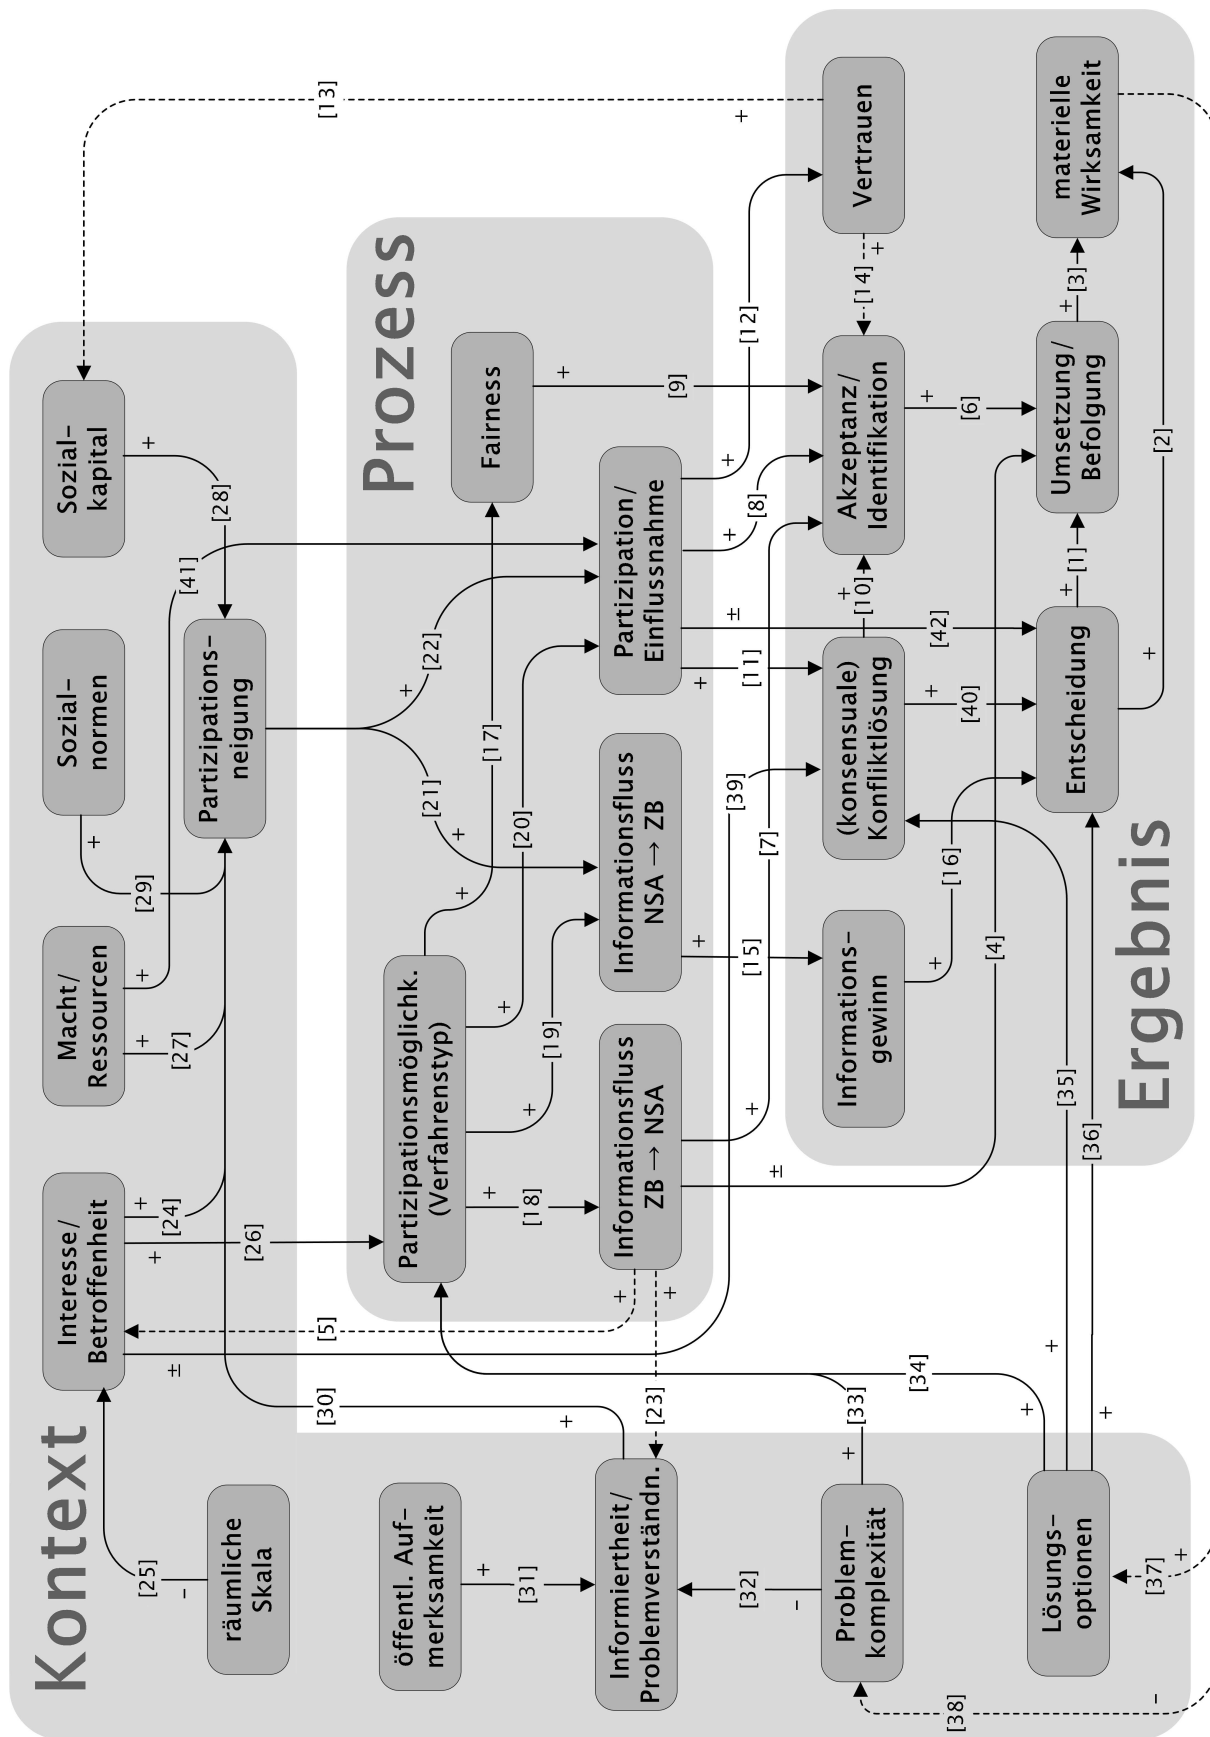 Kontext
räumliche
Skala
Interesse/
Betroffenheit
Macht/
Ressourcen
Sozial-
normen
Sozial-
kapital
Partizipations-
neigung
öffentl. Auf-
merksamkeit
Informiertheit/
Problemverständn.
Problem-
komplexität
Lösungs-
optionen
Prozess
Partizipationsmöglichk.
(Verfahrenstyp)
Fairness
Informationsfluss
ZB → NSA
Informationsfluss
NSA → ZB
Partizipation/
Einflussnahme
Ergebnis
Informations-
gewinn
(konsensuale)
Konfliktlösung
Akzeptanz/
Identifikation
Vertrauen
Entscheidung
Umsetzung/
Befolgung
materielle
Wirksamkeit
+ [1]
+ [2]
+ [3]
± [4]
+ [5]
+ [6]
+ [7]
+ [8]
+ [9]
+ [10]
+ [11]
+ [12]
+ [13]
+ [14]
+ [15]
+ [16]
+ [17]
+ [18]
+ [19]
+ [20]
+ [21]
+ [22]
+ [23]
+ [24]
− [25]
+ [26]
+ [27]
+ [28]
+ [29]
+ [30]
+ [31]
− [32]
+ [33]
+ [34]
+ [35]
+ [36]
+ [37]
− [38]
± [39]
+ [40]
+ [41]
± [42]